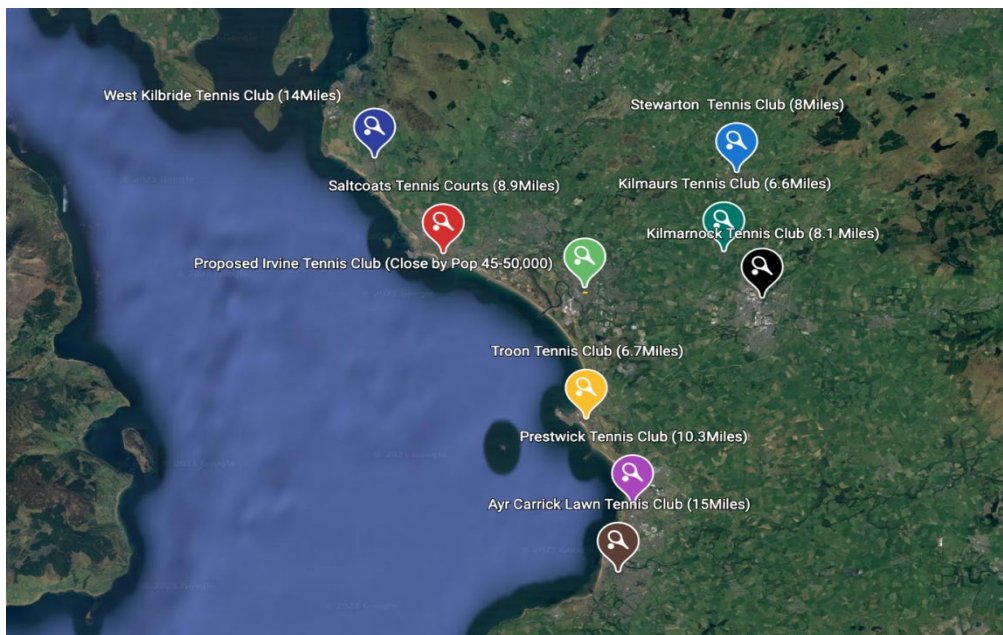 West Kilbride Tennis Club (14Miles)
Stewarton  Tennis Club (8Miles)
Saltcoats Tennis Courts (8.9Miles)
Kilmaurs Tennis Club (6.6Miles)
Kilmarnock Tennis Club (8.1 Miles)
Proposed Irvine Tennis Club (Close by Pop 45-50,000)
Troon Tennis Club (6.7Miles)
Prestwick Tennis Club (10.3Miles)
Ayr Carrick Lawn Tennis Club (15Miles)